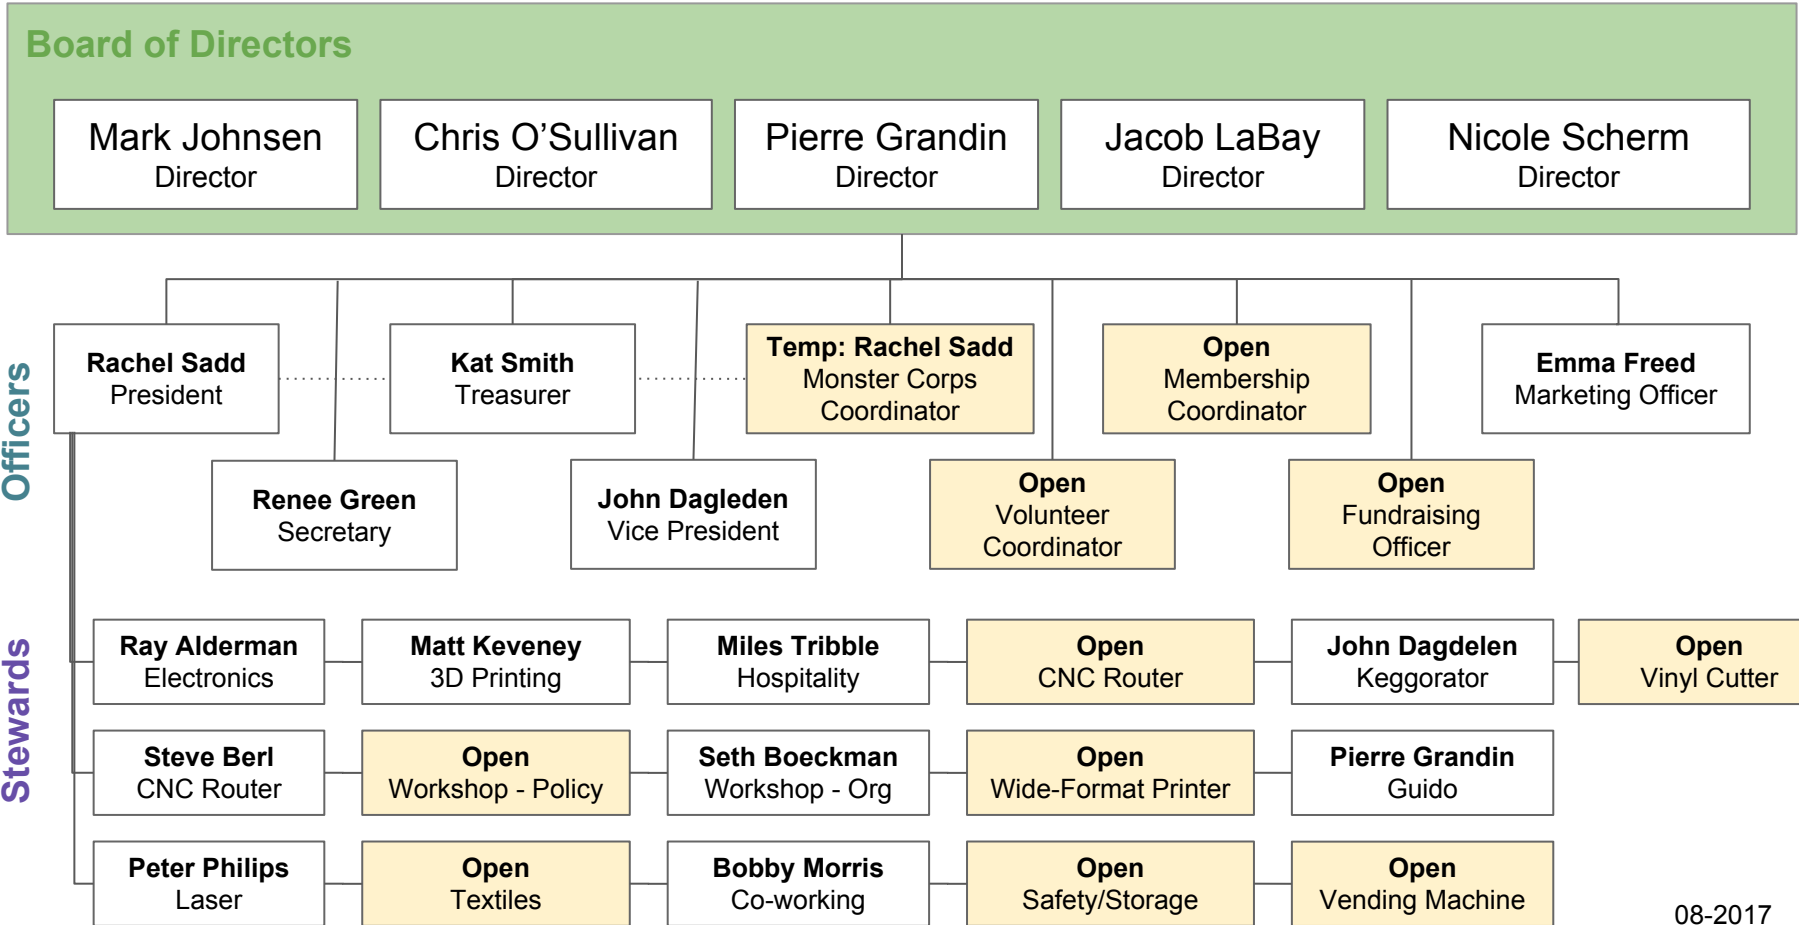 Board of Directors
Mark Johnsen
Director
Chris O’Sullivan
Director
Pierre Grandin
Director
Jacob LaBay
Director
Nicole Scherm
Director
Officers
Rachel Sadd
President
Kat Smith
Treasurer
Temp: Rachel Sadd
Monster Corps
Coordinator
Open
Membership
Coordinator
Emma Freed
Marketing Officer
Renee Green
Secretary
John Dagleden
Vice President
Open
Volunteer
Coordinator
Open
Fundraising
Officer
Stewards
Ray Alderman
Electronics
Matt Keveney
3D Printing
Miles Tribble
Hospitality
Open
CNC Router
John Dagdelen
Keggorator
Open
Vinyl Cutter
Steve Berl
CNC Router
Open
Workshop - Policy
Seth Boeckman
Workshop - Org
Open
Wide-Format Printer
Pierre Grandin
Guido
Peter Philips
Laser
Open
Textiles
Bobby Morris
Co-working
Open
Safety/Storage
Open
Vending Machine
08-2017